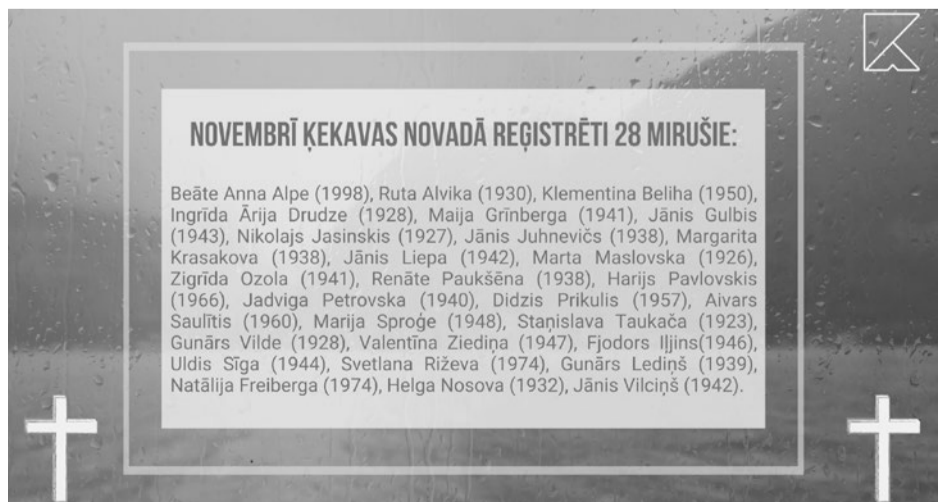 NOVEMBRĪ ĶEKAVAS NOVADĀ REĢISTRĒTI 28 MIRUŠIE:
Beāte Anna Alpe (1998), Ruta Alvika (1930), Klementina Beliha (1950),
Ingrīda Ārija Drudze (1928), Maija Grīnberga (1941), Jānis Gulbis
(1943), Nikolajs Jasinskis (1927), Jānis Juhnevičs (1938), Margarita
Krasakova (1938), Jānis Liepa (1942), Marta Maslovska (1926),
Zigrīda Ozola (1941), Renāte Paukšēna (1938), Harijs Pavlovskis
(1966), Jadviga Petrovska (1940), Didzis Prikulis (1957), Aivars
Saulītis (1960), Marija Sproģe (1948), Staņislava Taukača (1923),
Gunārs Vilde (1928), Valentīna Ziediņa (1947), Fjodors Iļjins(1946),
Uldis Sīga (1944), Svetlana Riževa (1974), Gunārs Lediņš (1939),
Natālija Freiberga (1974), Helga Nosova (1932), Jānis Vilciņš (1942).